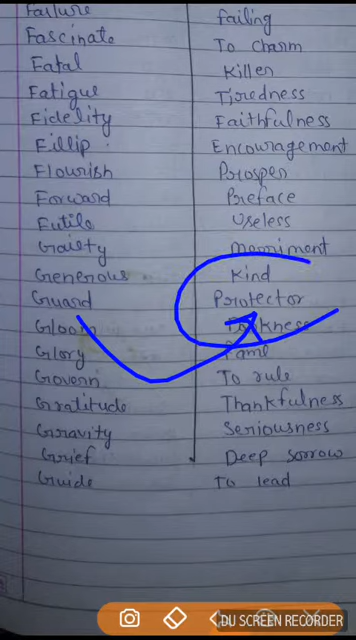 Failure Failing
Fascinate To charm
Fatal Killer
Fatigue Tiredness
Fidelity Faithfulness
Fillip Encouragement
Flourish Prosper
Forward Preface
Futile Useless
Gaiety Merriment
Generous Kind
Guard Protector
Gloom Darkness
Glory Fame
Govern To rule
Gratitude Thankfulness
Gravity Seriousness
Grief Deep sorrow
Guide To lead
DU SCREEN RECORDER